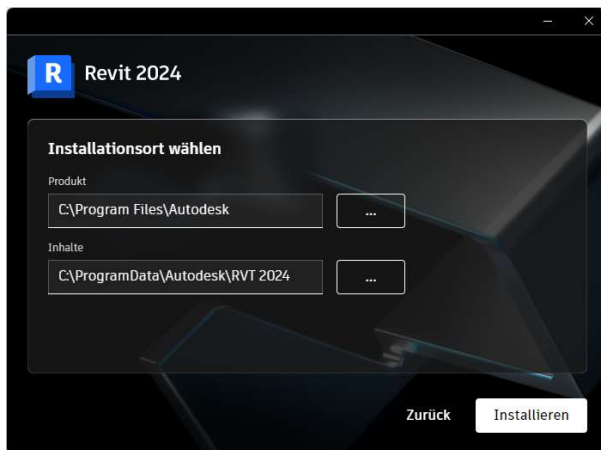 R Revit 2024
Installationsort wählen
Produkt
C:\Program Files\Autodesk ...
Inhalte
C:\ProgramData\Autodesk\RVT 2024 ...
Zurück Installieren